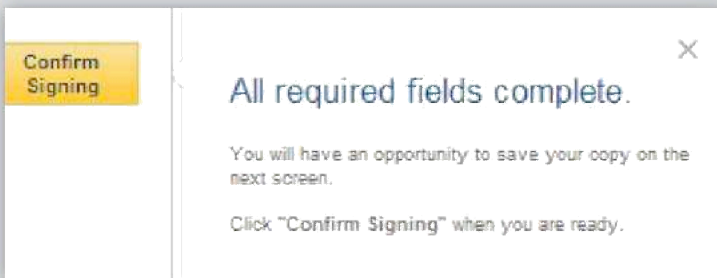 Confirm
Signing
All required fields complete.
You will have an opportunity to save your copy on the
next screen.
Click "Confirm Signing" when you are ready.